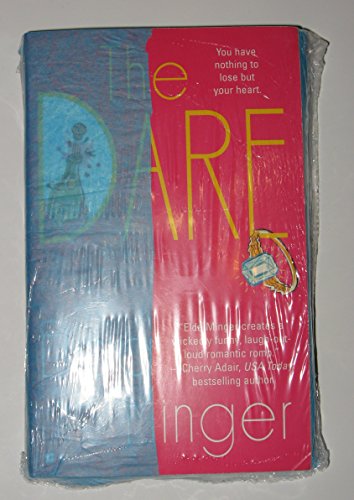 the
You have
nothing to
lose but
your heart.
DARE
"Elda Minger creates a
wickedly funny, laugh-out-
loud romantic romp."
—Cherry Adair, USA Today
bestselling author
inger